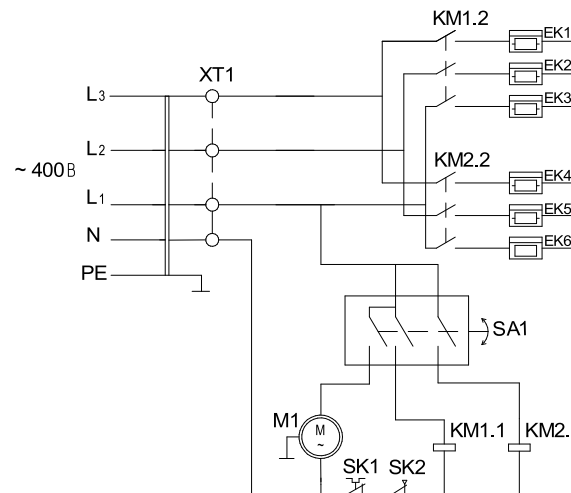 KM1.2
EK1
XT1
EK2
L3
EK3
L2
~ 400В
KM2.2
EK4
L1
EK5
N
EK6
PE
SA1
M1
M
~
KM1.1
KM2.
SK1
SK2